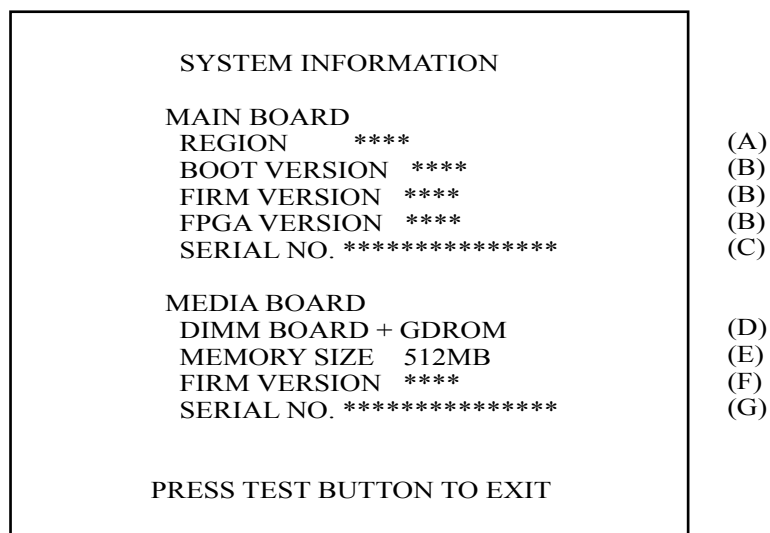 SYSTEM INFORMATION
MAIN BOARD
REGION **** (A)
BOOT VERSION **** (B)
FIRM VERSION **** (B)
FPGA VERSION **** (B)
SERIAL NO. *************** (C)
MEDIA BOARD
DIMM BOARD + GDROM (D)
MEMORY SIZE 512MB (E)
FIRM VERSION **** (F)
SERIAL NO. *************** (G)
PRESS TEST BUTTON TO EXIT